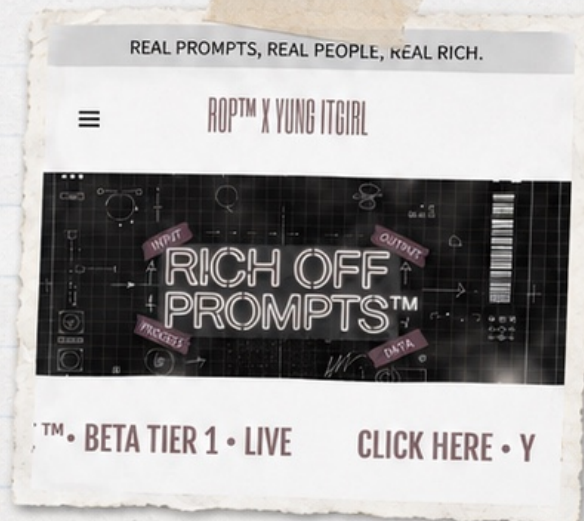 REAL PROMPTS, REAL PEOPLE, REAL RICH.
ROP™ X YUNG ITGIRL
INPUT
OUTPUT
RICH OFF
PROMPTS™
PROCESS
DATA
™ • BETA TIER 1 • LIVE CLICK HERE • Y